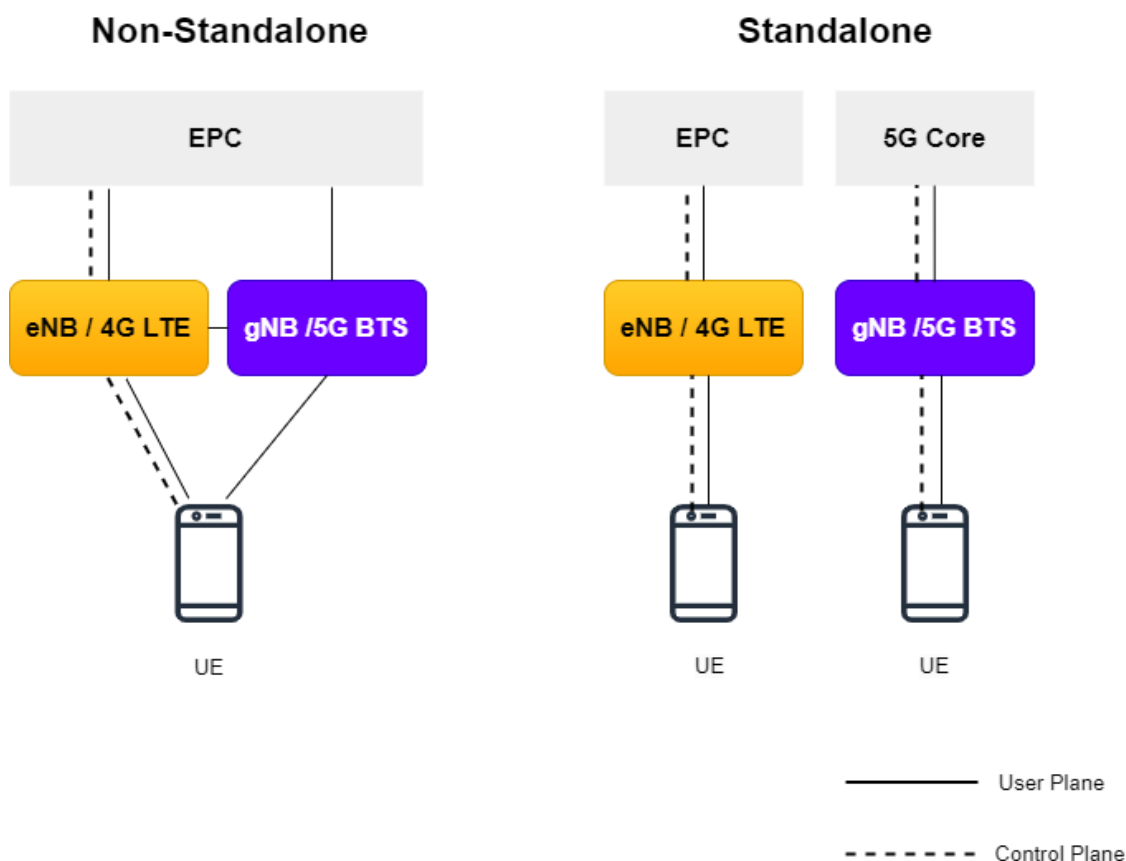 Non-Standalone
Standalone
EPC
EPC
5G Core
eNB / 4G LTE
gNB /5G BTS
eNB / 4G LTE
gNB /5G BTS
UE
UE
UE
User Plane
Control Plane